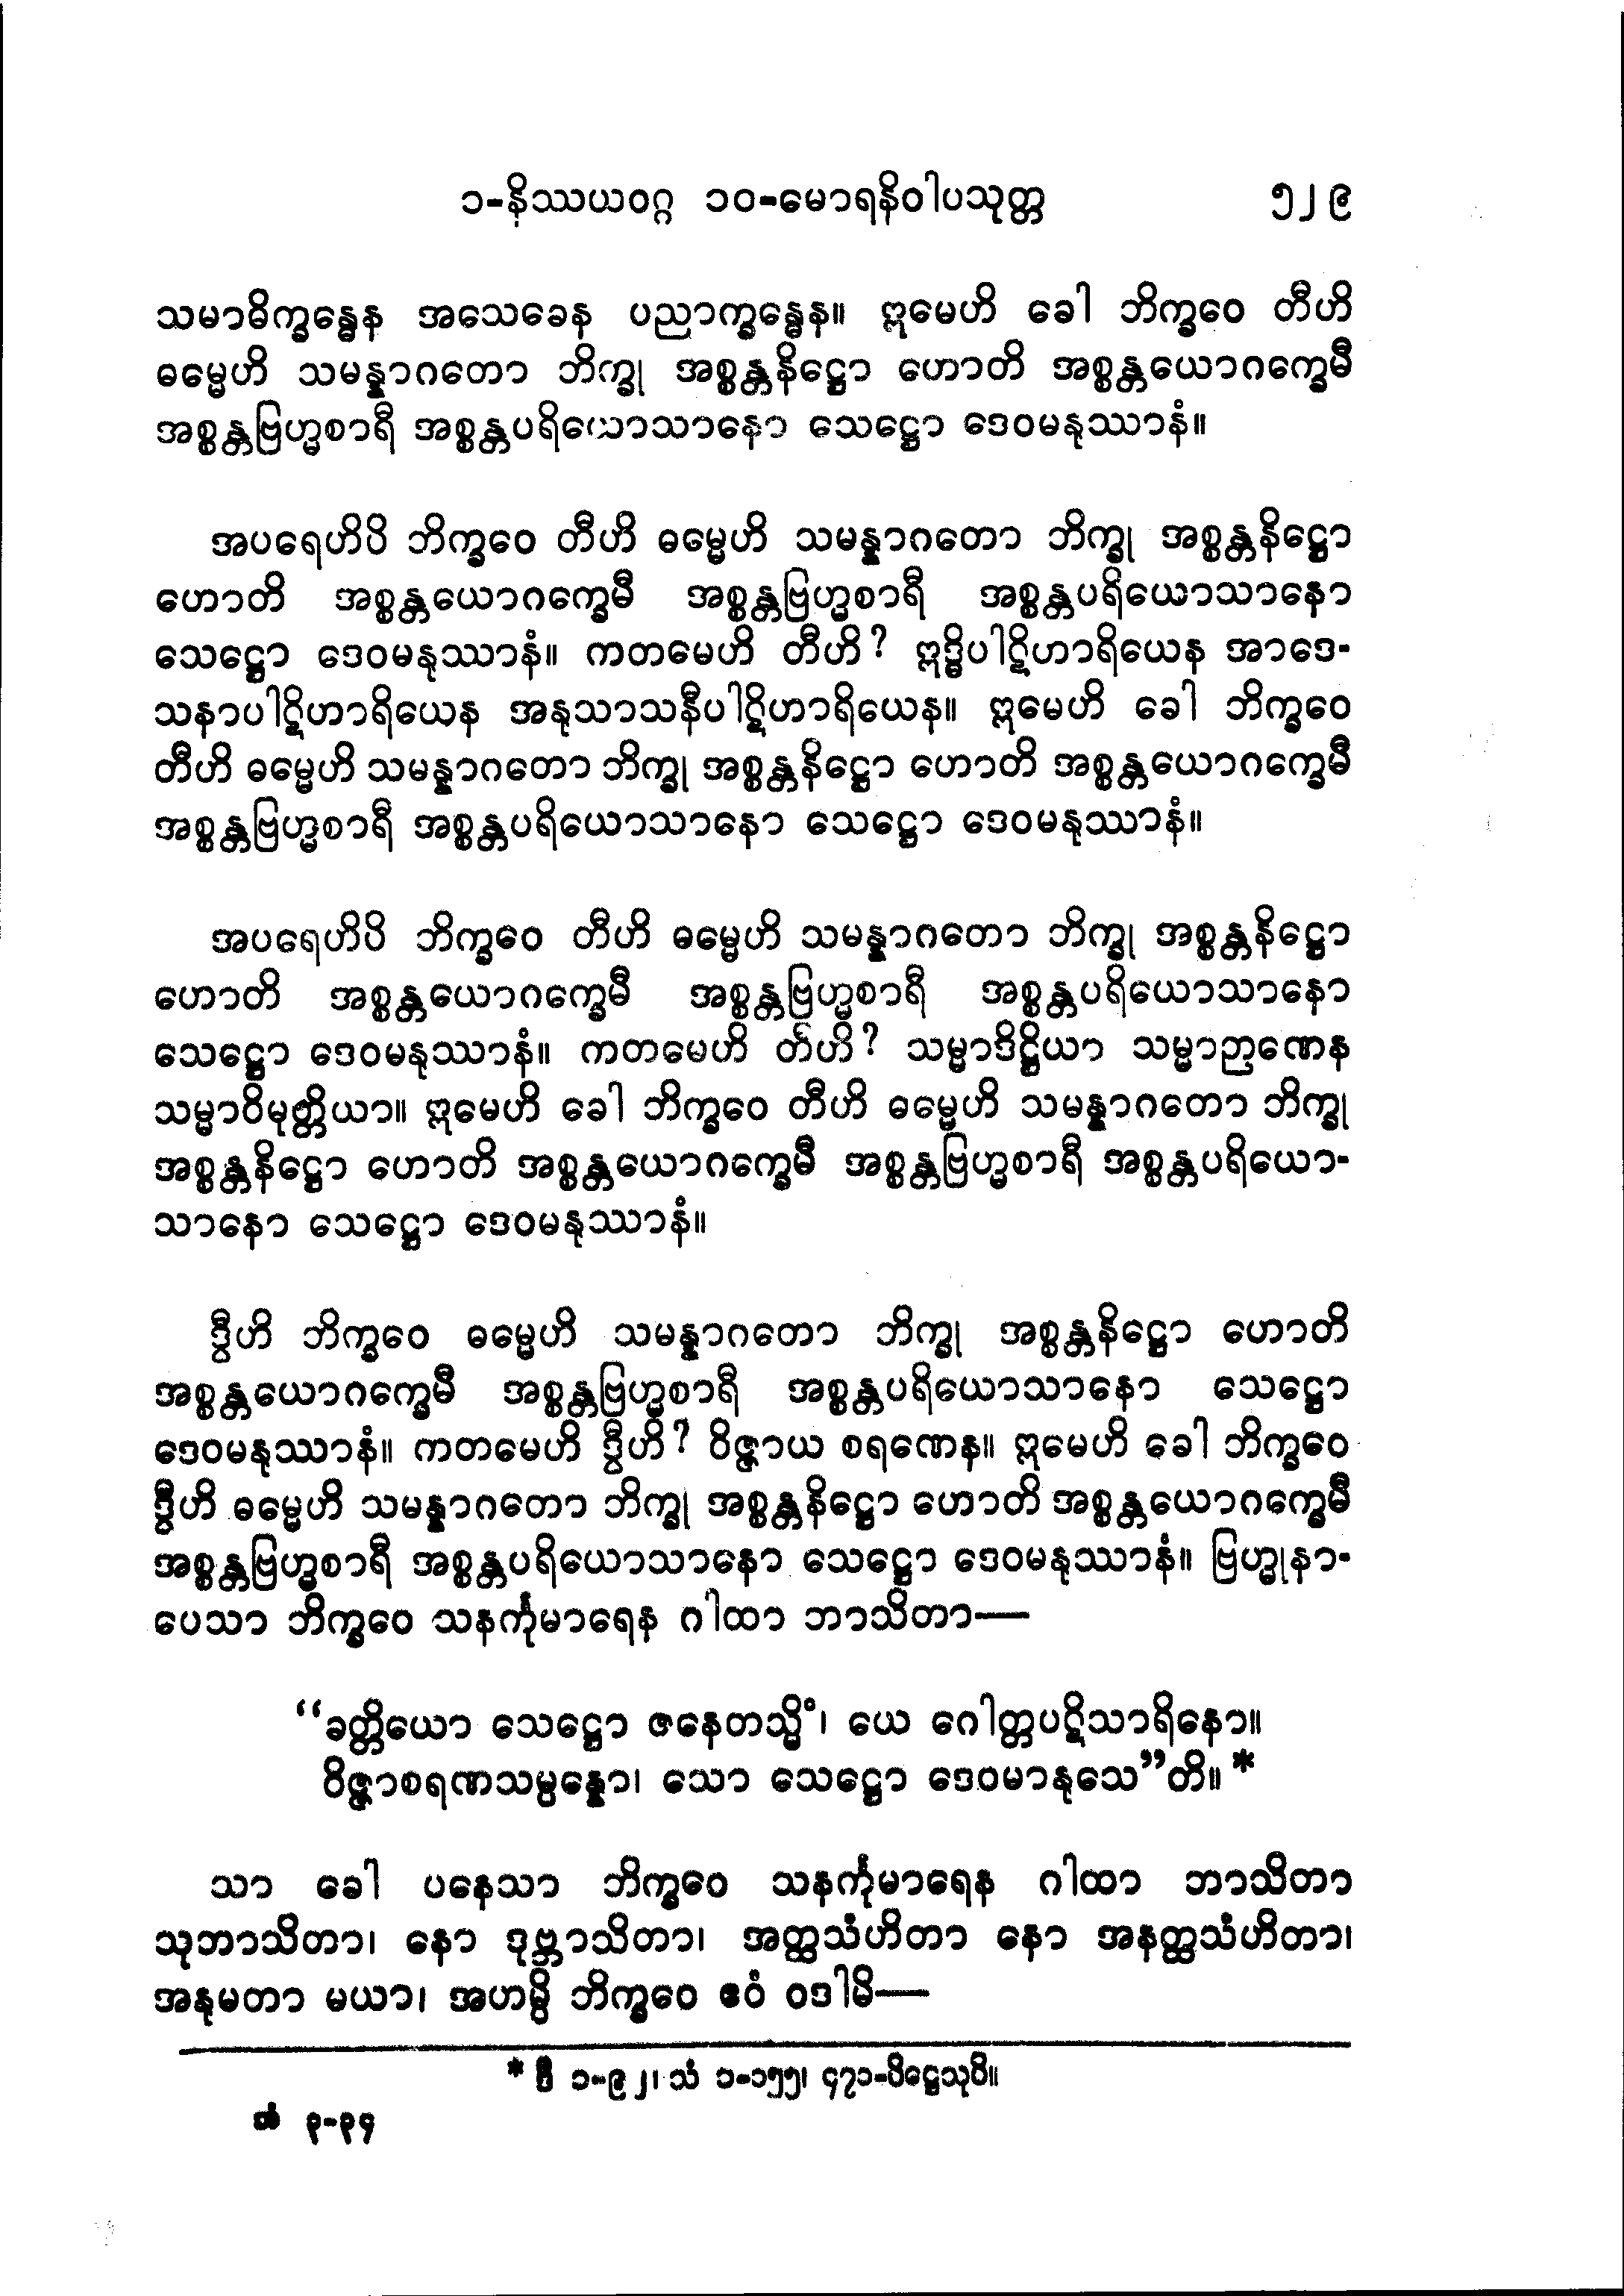 ၁-နိဿယဝဂ္ဂ ၁၀-မောရနိဝါပသုတ္တ ၅၂၉
သမာဓိက္ခန္ဓေန အသေခေန ပညာက္ခန္ဓေန။ ဣမေဟိ ခေါ ဘိက္ခဝေ တီဟိ
ဓမ္မေဟိ သမန္နာဂတော ဘိက္ခု အစ္စန္တနိဋ္ဌော ဟောတိ အစ္စန္တယောဂက္ခေမီ
အစ္စန္တဗြဟ္မစာရီ အစ္စန္တပရိယောသာနော သေဋ္ဌော ဒေဝမနုဿာနံ။
အပရေဟိပိ ဘိက္ခဝေ တီဟိ ဓမ္မေဟိ သမန္နာဂတော ဘိက္ခု အစ္စန္တနိဋ္ဌော
ဟောတိ အစ္စန္တယောဂက္ခေမီ အစ္စန္တဗြဟ္မစာရီ အစ္စန္တပရိယောသာနော
သေဋ္ဌော ဒေဝမနုဿာနံ။ ကတမေဟိ တီဟိ? ဣဒ္ဓိပါဋိဟာရိယေန အာဒေ-
သနာပါဋိဟာရိယေန အနုသာသနီပါဋိဟာရိယေန။ ဣမေဟိ ခေါ ဘိက္ခဝေ
တီဟိ ဓမ္မေဟိ သမန္နာဂတော ဘိက္ခု အစ္စန္တနိဋ္ဌော ဟောတိ အစ္စန္တယောဂက္ခေမီ
အစ္စန္တဗြဟ္မစာရီ အစ္စန္တပရိယောသာနော သေဋ္ဌော ဒေဝမနုဿာနံ။
အပရေဟိပိ ဘိက္ခဝေ တီဟိ ဓမ္မေဟိ သမန္နာဂတော ဘိက္ခု အစ္စန္တနိဋ္ဌော
ဟောတိ အစ္စန္တယောဂက္ခေမီ အစ္စန္တဗြဟ္မစာရီ အစ္စန္တပရိယောသာနော
သေဋ္ဌော ဒေဝမနုဿာနံ။ ကတမေဟိ တီဟိ? သမ္မာဒိဋ္ဌိယာ သမ္မာဉာဏေန
သမ္မာဝိမုတ္တိယာ။ ဣမေဟိ ခေါ ဘိက္ခဝေ တီဟိ ဓမ္မေဟိ သမန္နာဂတော ဘိက္ခု
အစ္စန္တနိဋ္ဌော ဟောတိ အစ္စန္တယောဂက္ခေမီ အစ္စန္တဗြဟ္မစာရီ အစ္စန္တပရိယော-
သာနော သေဋ္ဌော ဒေဝမနုဿာနံ။
ဒွီဟိ ဘိက္ခဝေ ဓမ္မေဟိ သမန္နာဂတော ဘိက္ခု အစ္စန္တနိဋ္ဌော ဟောတိ
အစ္စန္တယောဂက္ခေမီ အစ္စန္တဗြဟ္မစာရီ အစ္စန္တပရိယောသာနော သေဋ္ဌော
ဒေဝမနုဿာနံ။ ကတမေဟိ ဒွီဟိ? ဝိဇ္ဇာယ စရဏေန။ ဣမေဟိ ခေါ ဘိက္ခဝေ
ဒွီဟိ ဓမ္မေဟိ သမန္နာဂတော ဘိက္ခု အစ္စန္တနိဋ္ဌော ဟောတိ အစ္စန္တယောဂက္ခေမီ
အစ္စန္တဗြဟ္မစာရီ အစ္စန္တပရိယောသာနော သေဋ္ဌော ဒေဝမနုဿာနံ။ ဗြဟ္မုနာ-
ပေသာ ဘိက္ခဝေ သနင်္ကုမာရေန ဂါထာ ဘာသိတာ—
“ခတ္တိယော သေဋ္ဌော ဇနေတသ္မိံ၊ ယေ ဂေါတ္တပဋိသာရိနော။
ဝိဇ္ဇာစရဏသမ္ပန္နော၊ သော သေဋ္ဌော ဒေဝမာနုသေ”တိ။*
သာ ခေါ ပနေသာ ဘိက္ခဝေ သနင်္ကုမာရေန ဂါထာ ဘာသိတာ
သုဘာသိတာ၊ နော ဒုဗ္ဘာသိတာ၊ အတ္ထသံဟိတာ နော အနတ္ထသံဟိတာ၊
အနုမတာ မယာ၊ အဟမ္ပိ ဘိက္ခဝေ ဧဝံ ဝဒါမိ—
* ဒီ ၁-၉၂၊ သံ ၁-၁၅၅၊ ၄၇၁-ပိဋ္ဌေသုပိ။
အံ ၃-၃၄